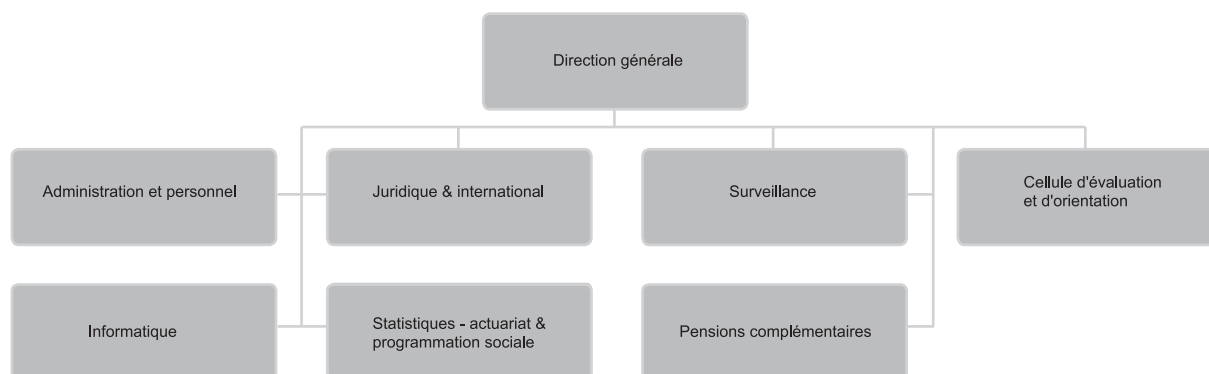 Direction générale
Administration et personnel
Juridique & international
Surveillance
Cellule d'évaluation
et d'orientation
Informatique
Statistiques - actuariat &
programmation sociale
Pensions complémentaires